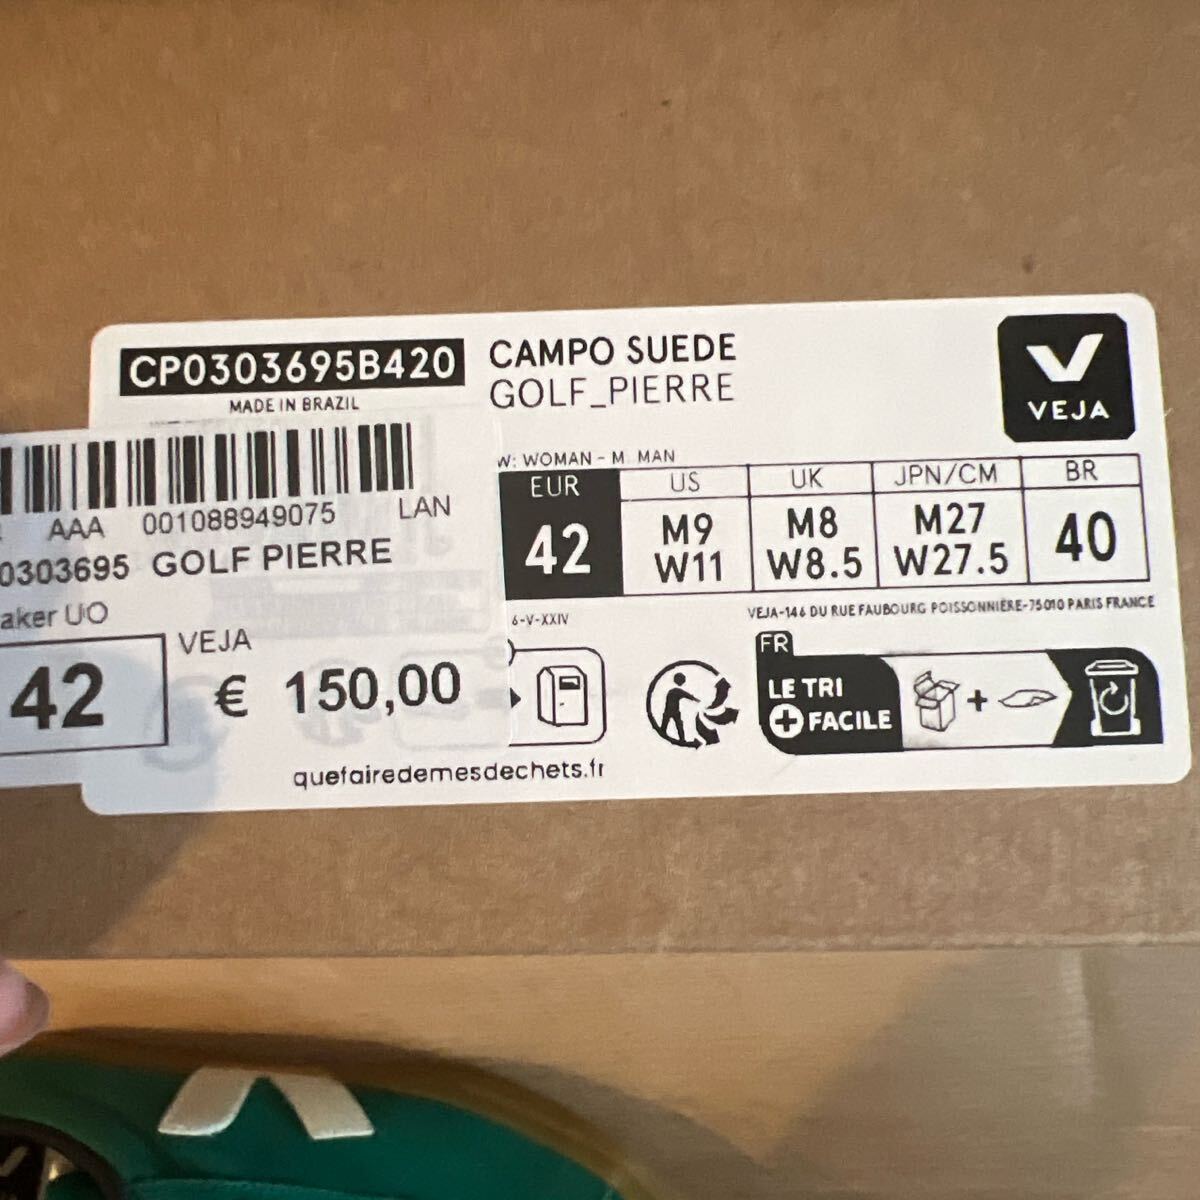 CP0303695B420
MADE IN BRAZIL
CAMPO SUEDE
GOLF_PIERRE
VEJA
W: WOMAN - M MAN
EUR US UK JPN/CM BR
42 M9 M8 M27 40
W11 W8.5 W27.5
AAA 001088949075 LAN
0303695 GOLF PIERRE
aker UO
42
VEJA
€ 150,00
6-V-XXIV
VEJA-146 DU RUE FAUBOURG POISSONNIÈRE-75010 PARIS FRANCE
FR
LE TRI
+ FACILE
+
quefairedemesdechets.fr